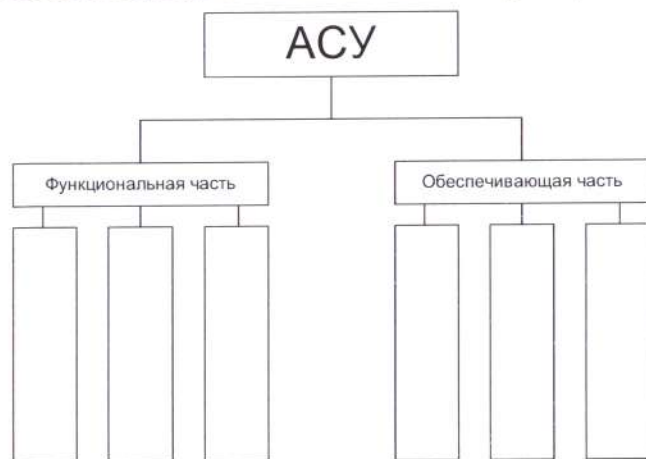 АСУ
Функциональная часть
Обеспечивающая часть